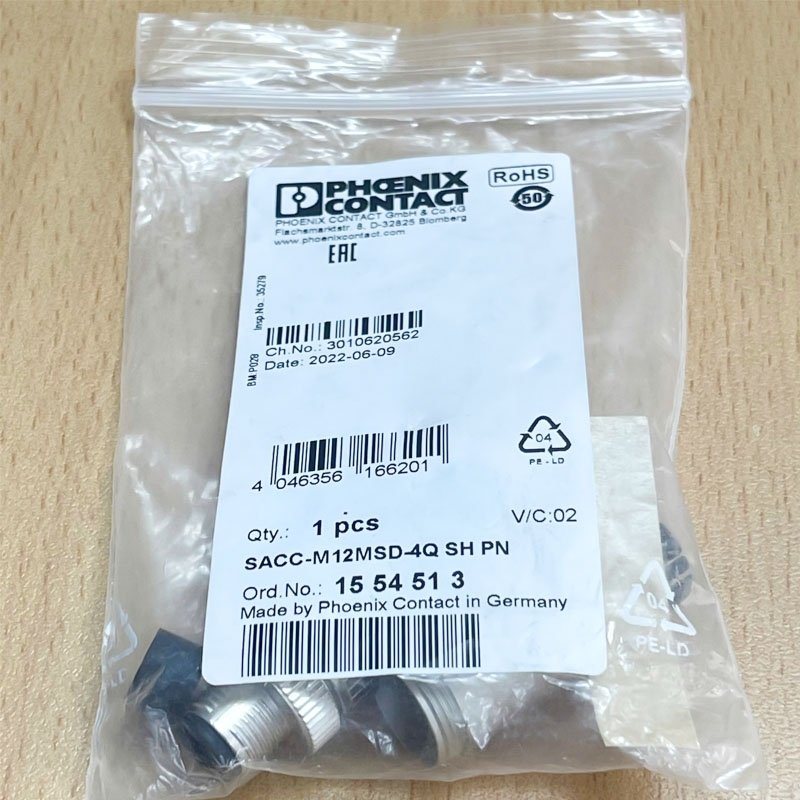 PHŒNIX
CONTACT
RoHS
50
PHOENIX CONTACT GmbH & Co.KG
Flachsmarktstr. 8, D-32825 Blomberg
www.phoenixcontact.com
EAC
Insp.No.: 35279
BM P028
Ch.No.: 3010620562
Date: 2022-06-09
4 046356 166201
04
PE-LD
Qty.: 1 pcs
V/C:02
SACC-M12MSD-4Q SH PN
Ord.No.: 15 54 51 3
Made by Phoenix Contact in Germany
04
PE-LD
LD